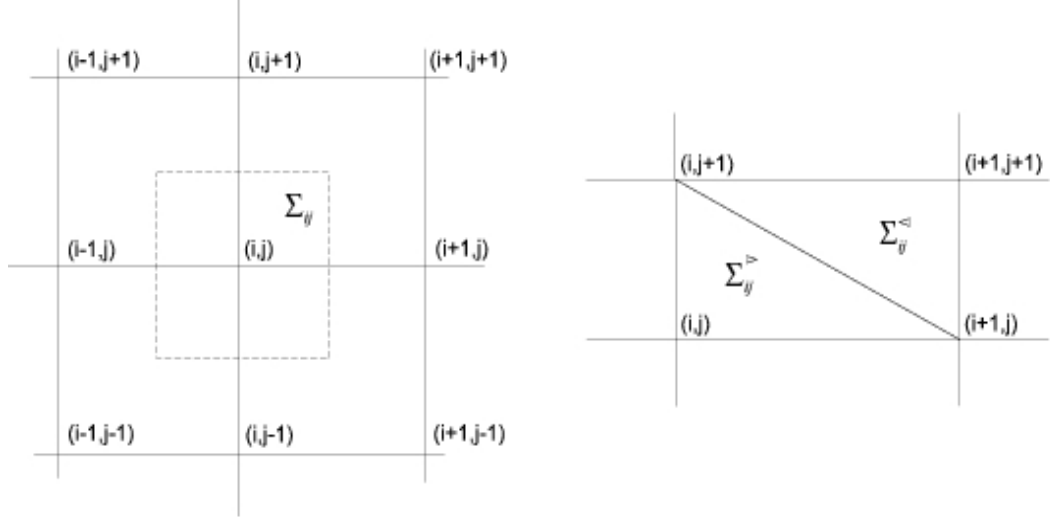 (i-1,j+1) (i,j+1) (i+1,j+1)
Σij
(i-1,j) (i,j) (i+1,j)
(i-1,j-1) (i,j-1) (i+1,j-1)
(i,j+1) (i+1,j+1)
Σij⊲
Σij⊳
(i,j) (i+1,j)